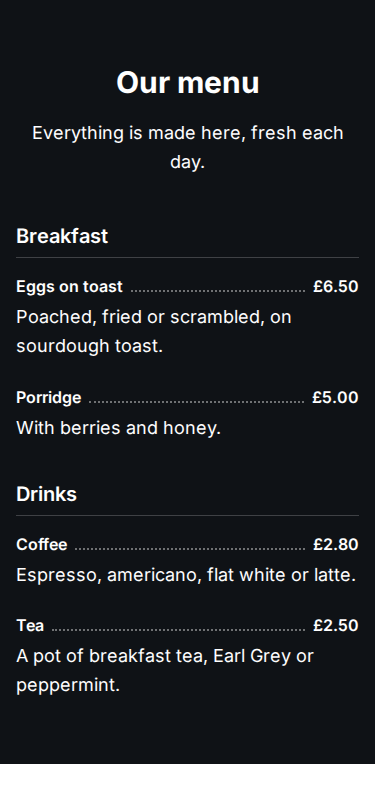 Our menu
Everything is made here, fresh each
day.
Breakfast
Eggs on toast £6.50
Poached, fried or scrambled, on
sourdough toast.
Porridge £5.00
With berries and honey.
Drinks
Coffee £2.80
Espresso, americano, flat white or latte.
Tea £2.50
A pot of breakfast tea, Earl Grey or
peppermint.